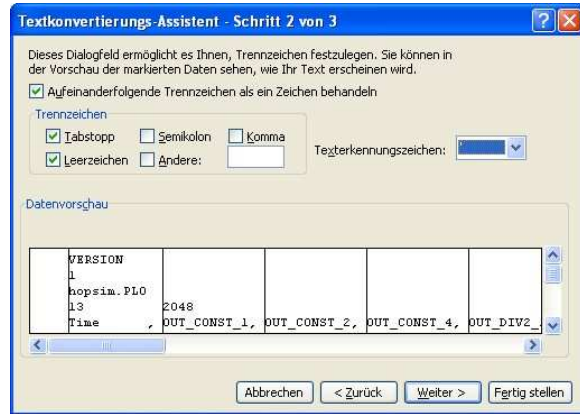 Textkonvertierungs-Assistent - Schritt 2 von 3
Dieses Dialogfeld ermöglicht es Ihnen, Trennzeichen festzulegen. Sie können in
der Vorschau der markierten Daten sehen, wie Ihr Text erscheinen wird.
Aufeinanderfolgende Trennzeichen als ein Zeichen behandeln
Trennzeichen
Tabstopp Semikolon Komma
Leerzeichen Andere:
Texterkennungszeichen:
Datenvorschau
VERSION
1
hopsim.PLO
13 2048
Time , OUT_CONST_1, OUT_CONST_2, OUT_CONST_4, OUT_DIV2_
Abbrechen < Zurück Weiter > Fertig stellen